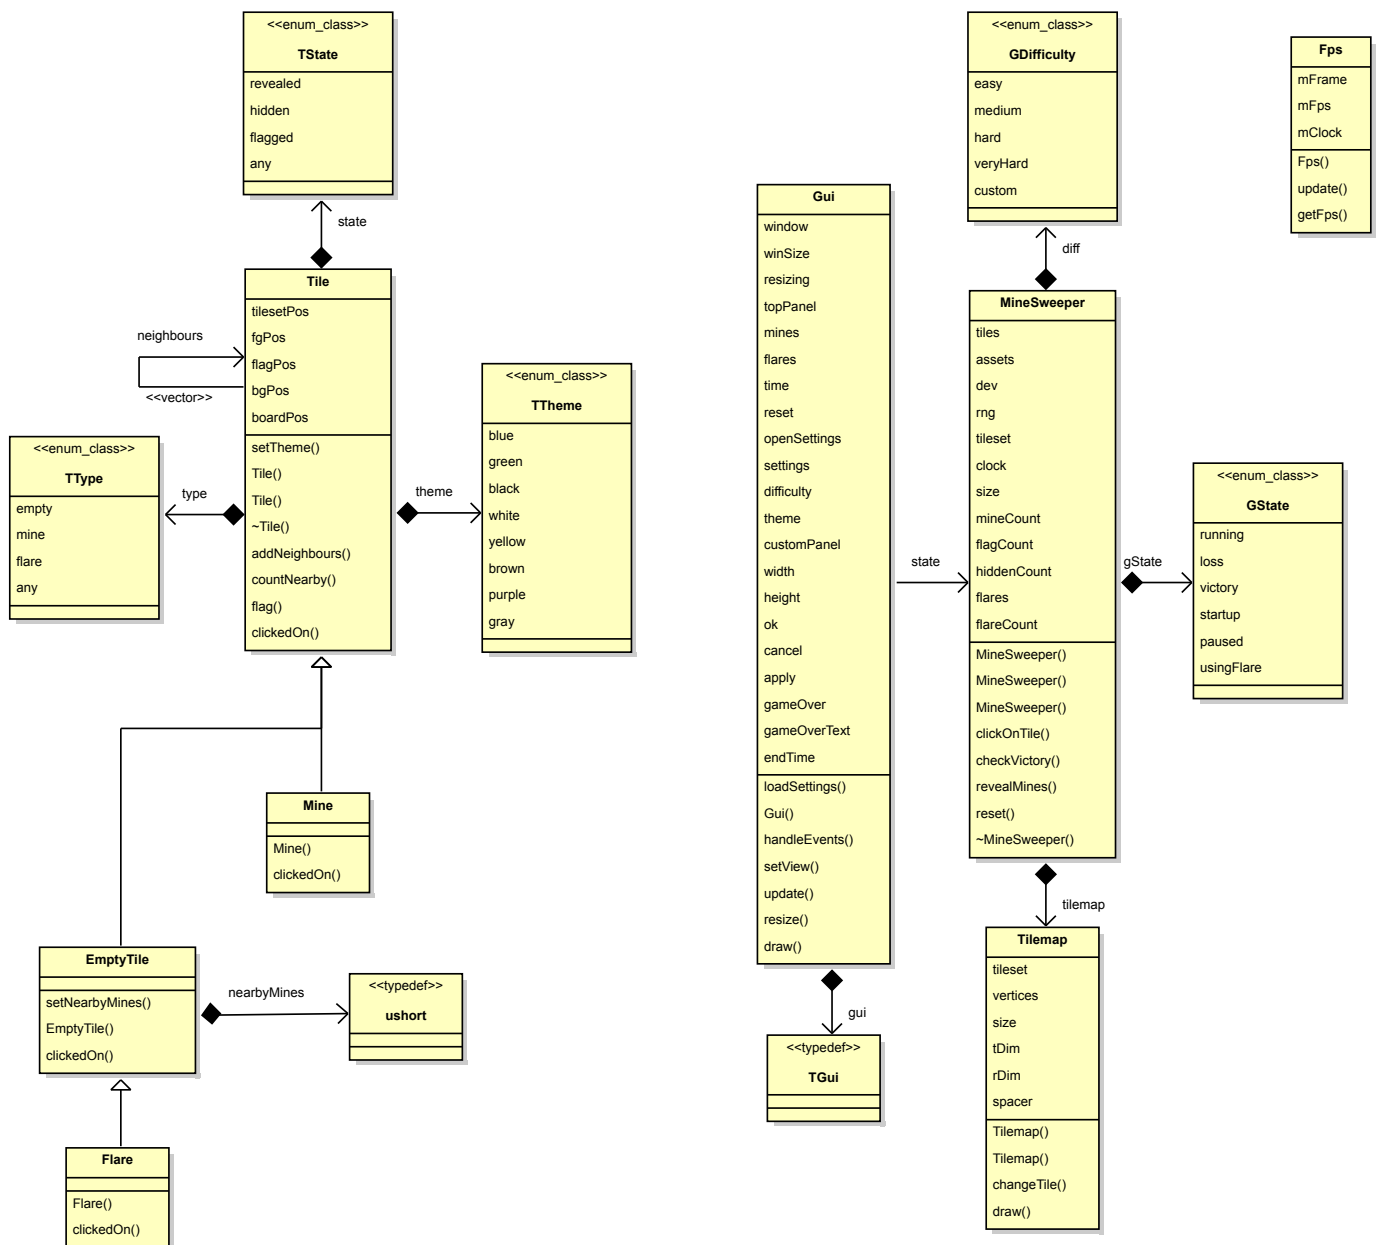 <<enum_class>>
TState
revealed
hidden
flagged
any
state
Tile
tilesetPos
fgPos
flagPos
bgPos
boardPos
setTheme()
Tile()
Tile()
~Tile()
addNeighbours()
countNearby()
flag()
clickedOn()
neighbours
<<vector>>
<<enum_class>>
TType
empty
mine
flare
any
type
theme
<<enum_class>>
TTheme
blue
green
black
white
yellow
brown
purple
gray
Mine
Mine()
clickedOn()
EmptyTile
setNearbyMines()
EmptyTile()
clickedOn()
nearbyMines
<<typedef>>
ushort
Flare
Flare()
clickedOn()
Gui
window
winSize
resizing
topPanel
mines
flares
time
reset
openSettings
settings
difficulty
theme
customPanel
width
height
ok
cancel
apply
gameOver
gameOverText
endTime
loadSettings()
Gui()
handleEvents()
setView()
update()
resize()
draw()
gui
<<typedef>>
TGui
state
<<enum_class>>
GDifficulty
easy
medium
hard
veryHard
custom
diff
MineSweeper
tiles
assets
dev
rng
tileset
clock
size
mineCount
flagCount
hiddenCount
flares
flareCount
MineSweeper()
MineSweeper()
MineSweeper()
clickOnTile()
checkVictory()
revealMines()
reset()
~MineSweeper()
gState
<<enum_class>>
GState
running
loss
victory
startup
paused
usingFlare
tilemap
Tilemap
tileset
vertices
size
tDim
rDim
spacer
Tilemap()
Tilemap()
changeTile()
draw()
Fps
mFrame
mFps
mClock
Fps()
update()
getFps()